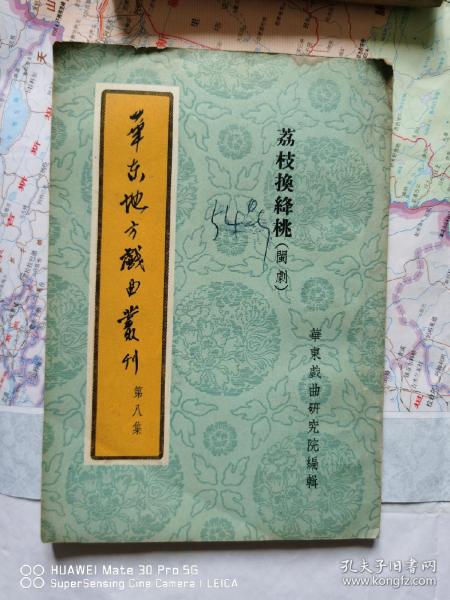 華东地方戲曲叢刊
第八集
荔枝換絳桃(閩劇)
華東戲曲研究院編輯
HUAWEI Mate 30 Pro 5G
SuperSensing Cine Camera | LEICA
孔夫子旧书网
www.kongfz.com